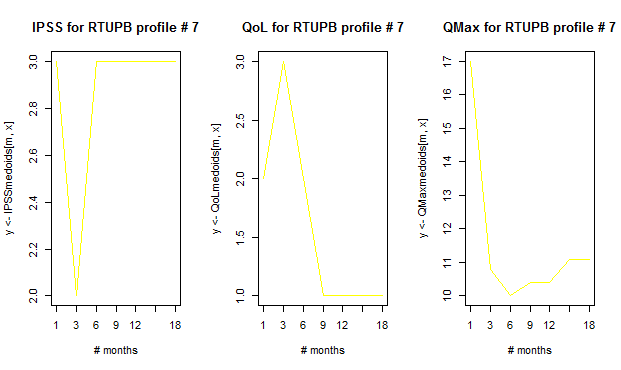 IPSS for RTUPB profile # 7
y <- IPSSmedoids[m, x]
3.0
2.8
2.6
2.4
2.2
2.0
1 3 6 9 12 18
# months
QoL for RTUPB profile # 7
y <- QoLmedoids[m, x]
3.0
2.5
2.0
1.5
1.0
1 3 6 9 12 18
# months
QMax for RTUPB profile # 7
y <- QMaxmedoids[m, x]
17
16
15
14
13
12
11
10
1 3 6 9 12 18
# months